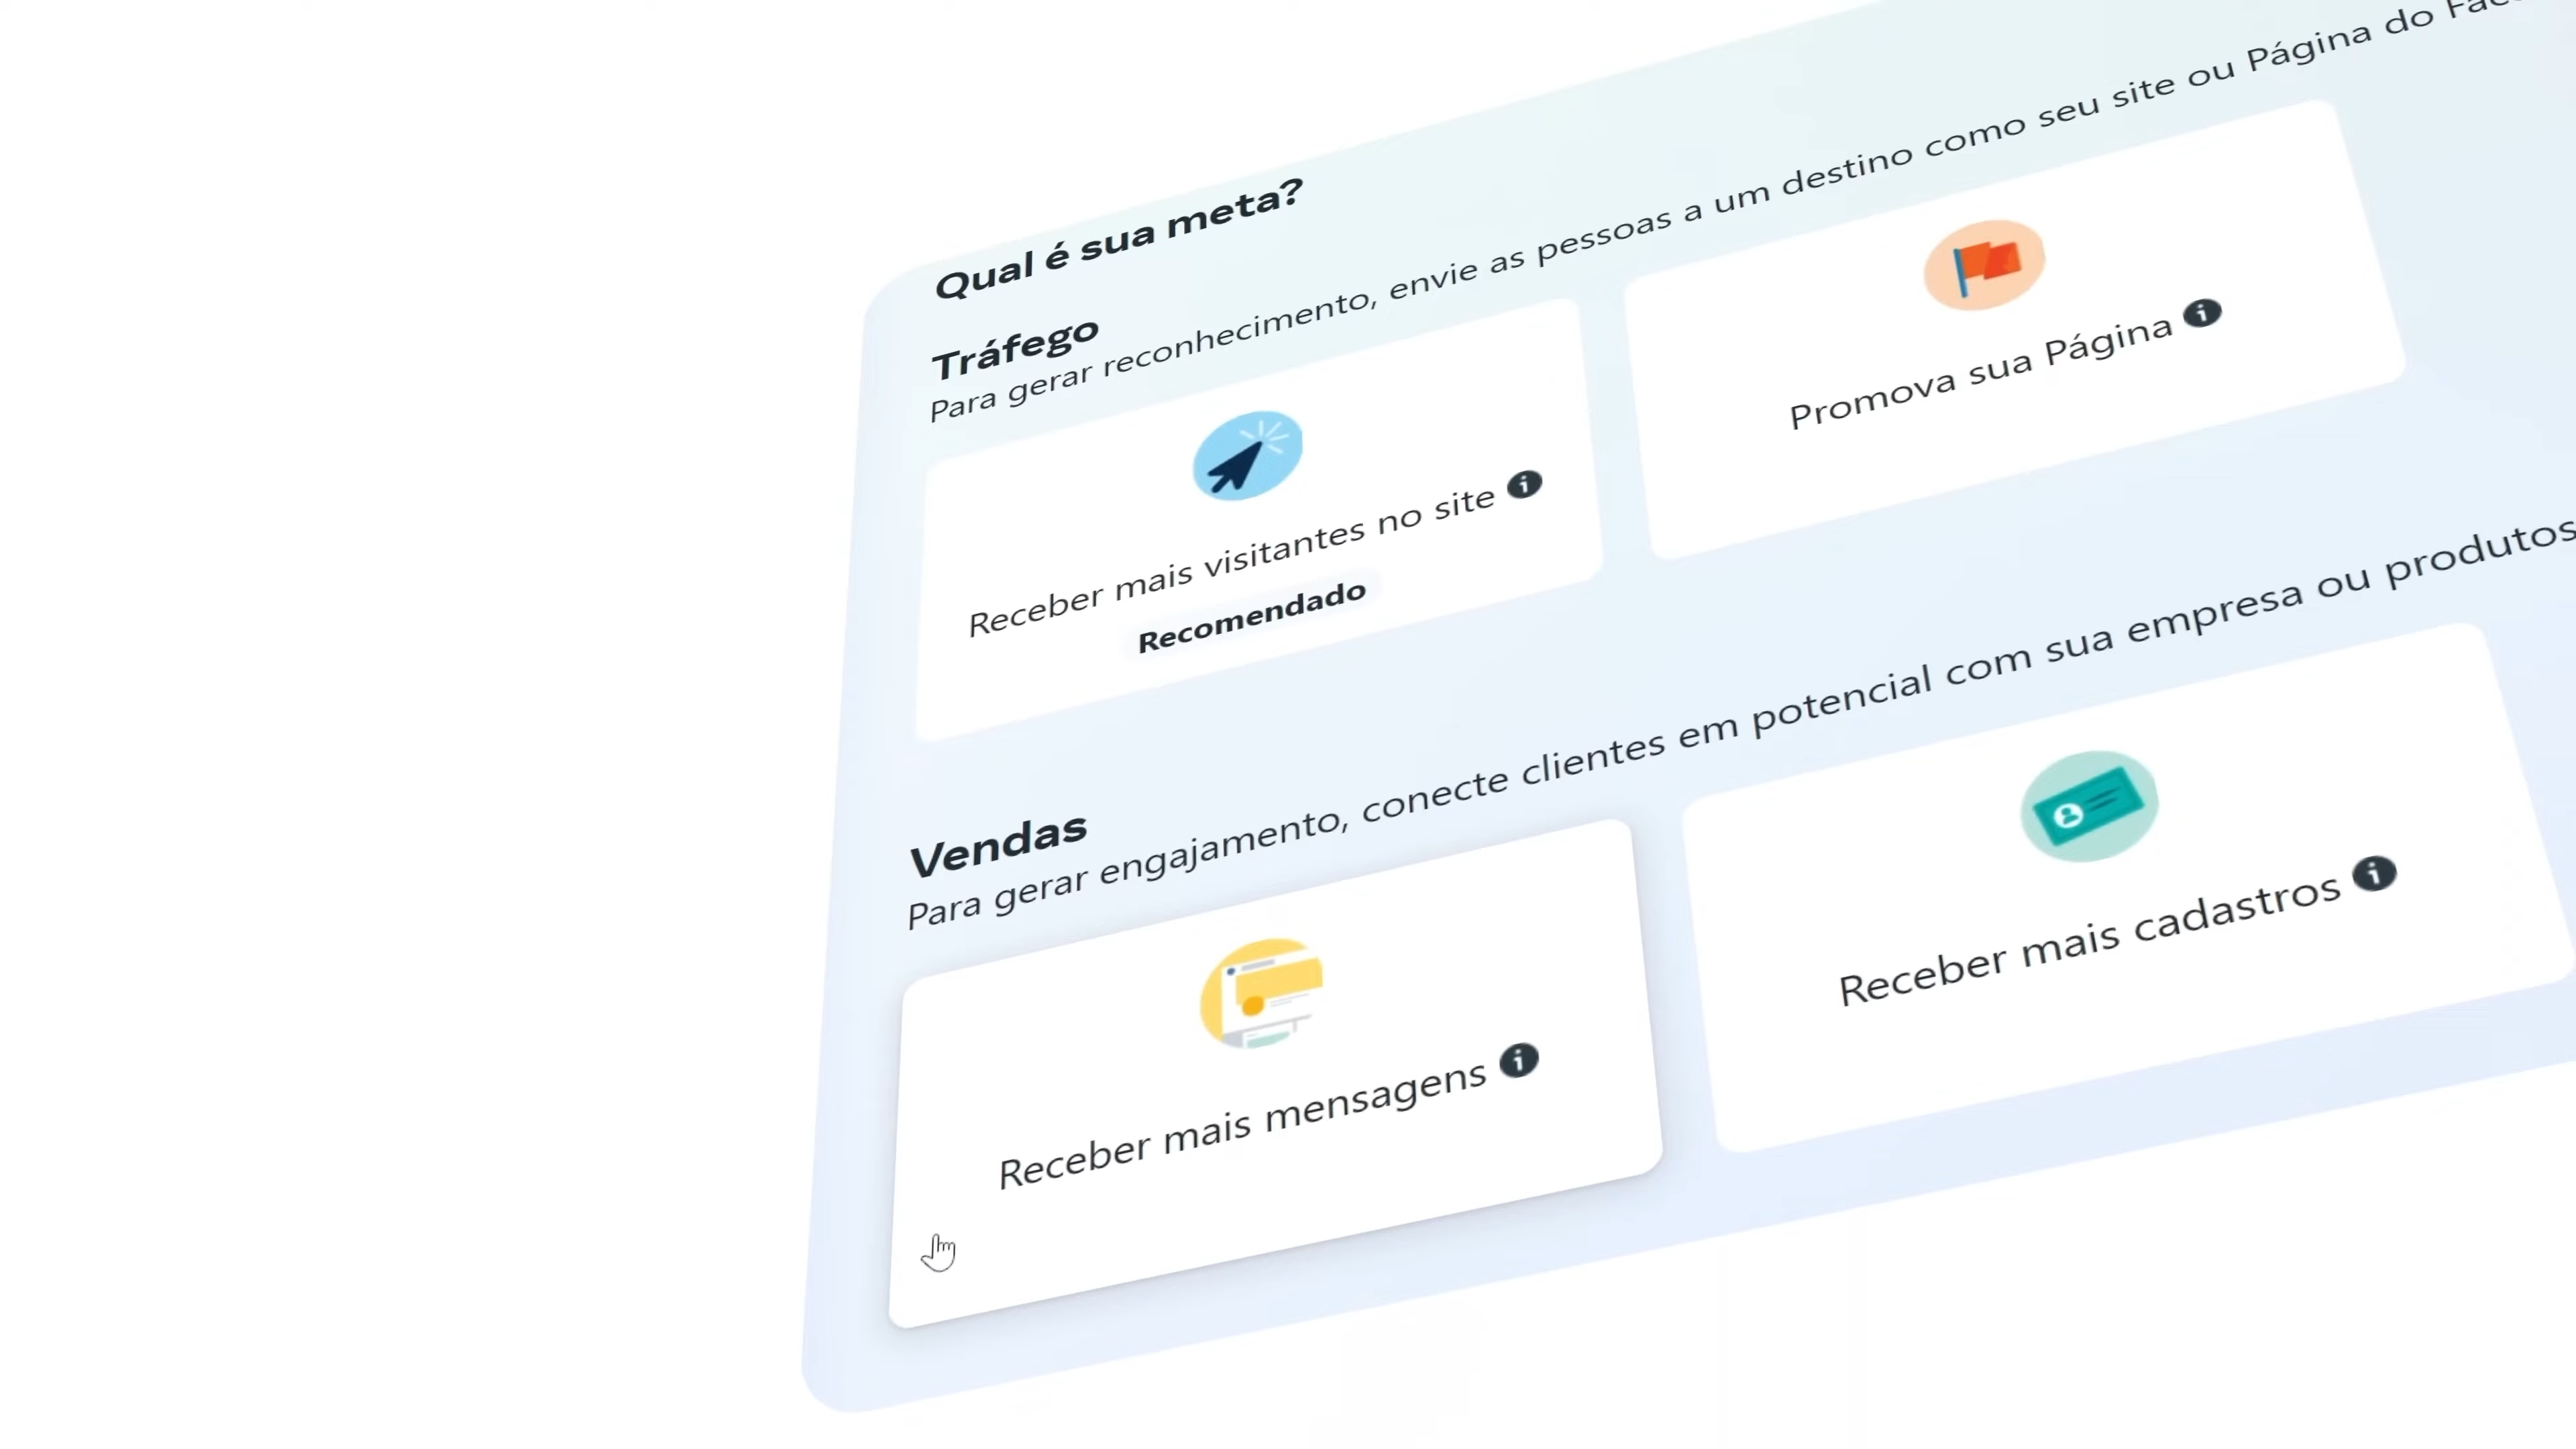 Qual é sua meta?
Tráfego
Para gerar reconhecimento, envie as pessoas a um destino como seu site ou Página do
Receber mais visitantes no site
Recomendado
Promova sua Página
Vendas
Para gerar engajamento, conecte clientes em potencial com sua empresa ou produtos
Receber mais mensagens
Receber mais cadastros